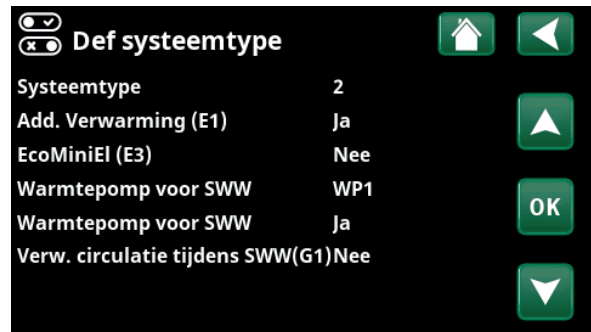 Def systeemtype
Systeemtype 2
Add. Verwarming (E1) Ja
EcoMiniEl (E3) Nee
Warmtepomp voor SWW WP1
Warmtepomp voor SWW Ja
Verw. circulatie tijdens SWW(G1) Nee
OK